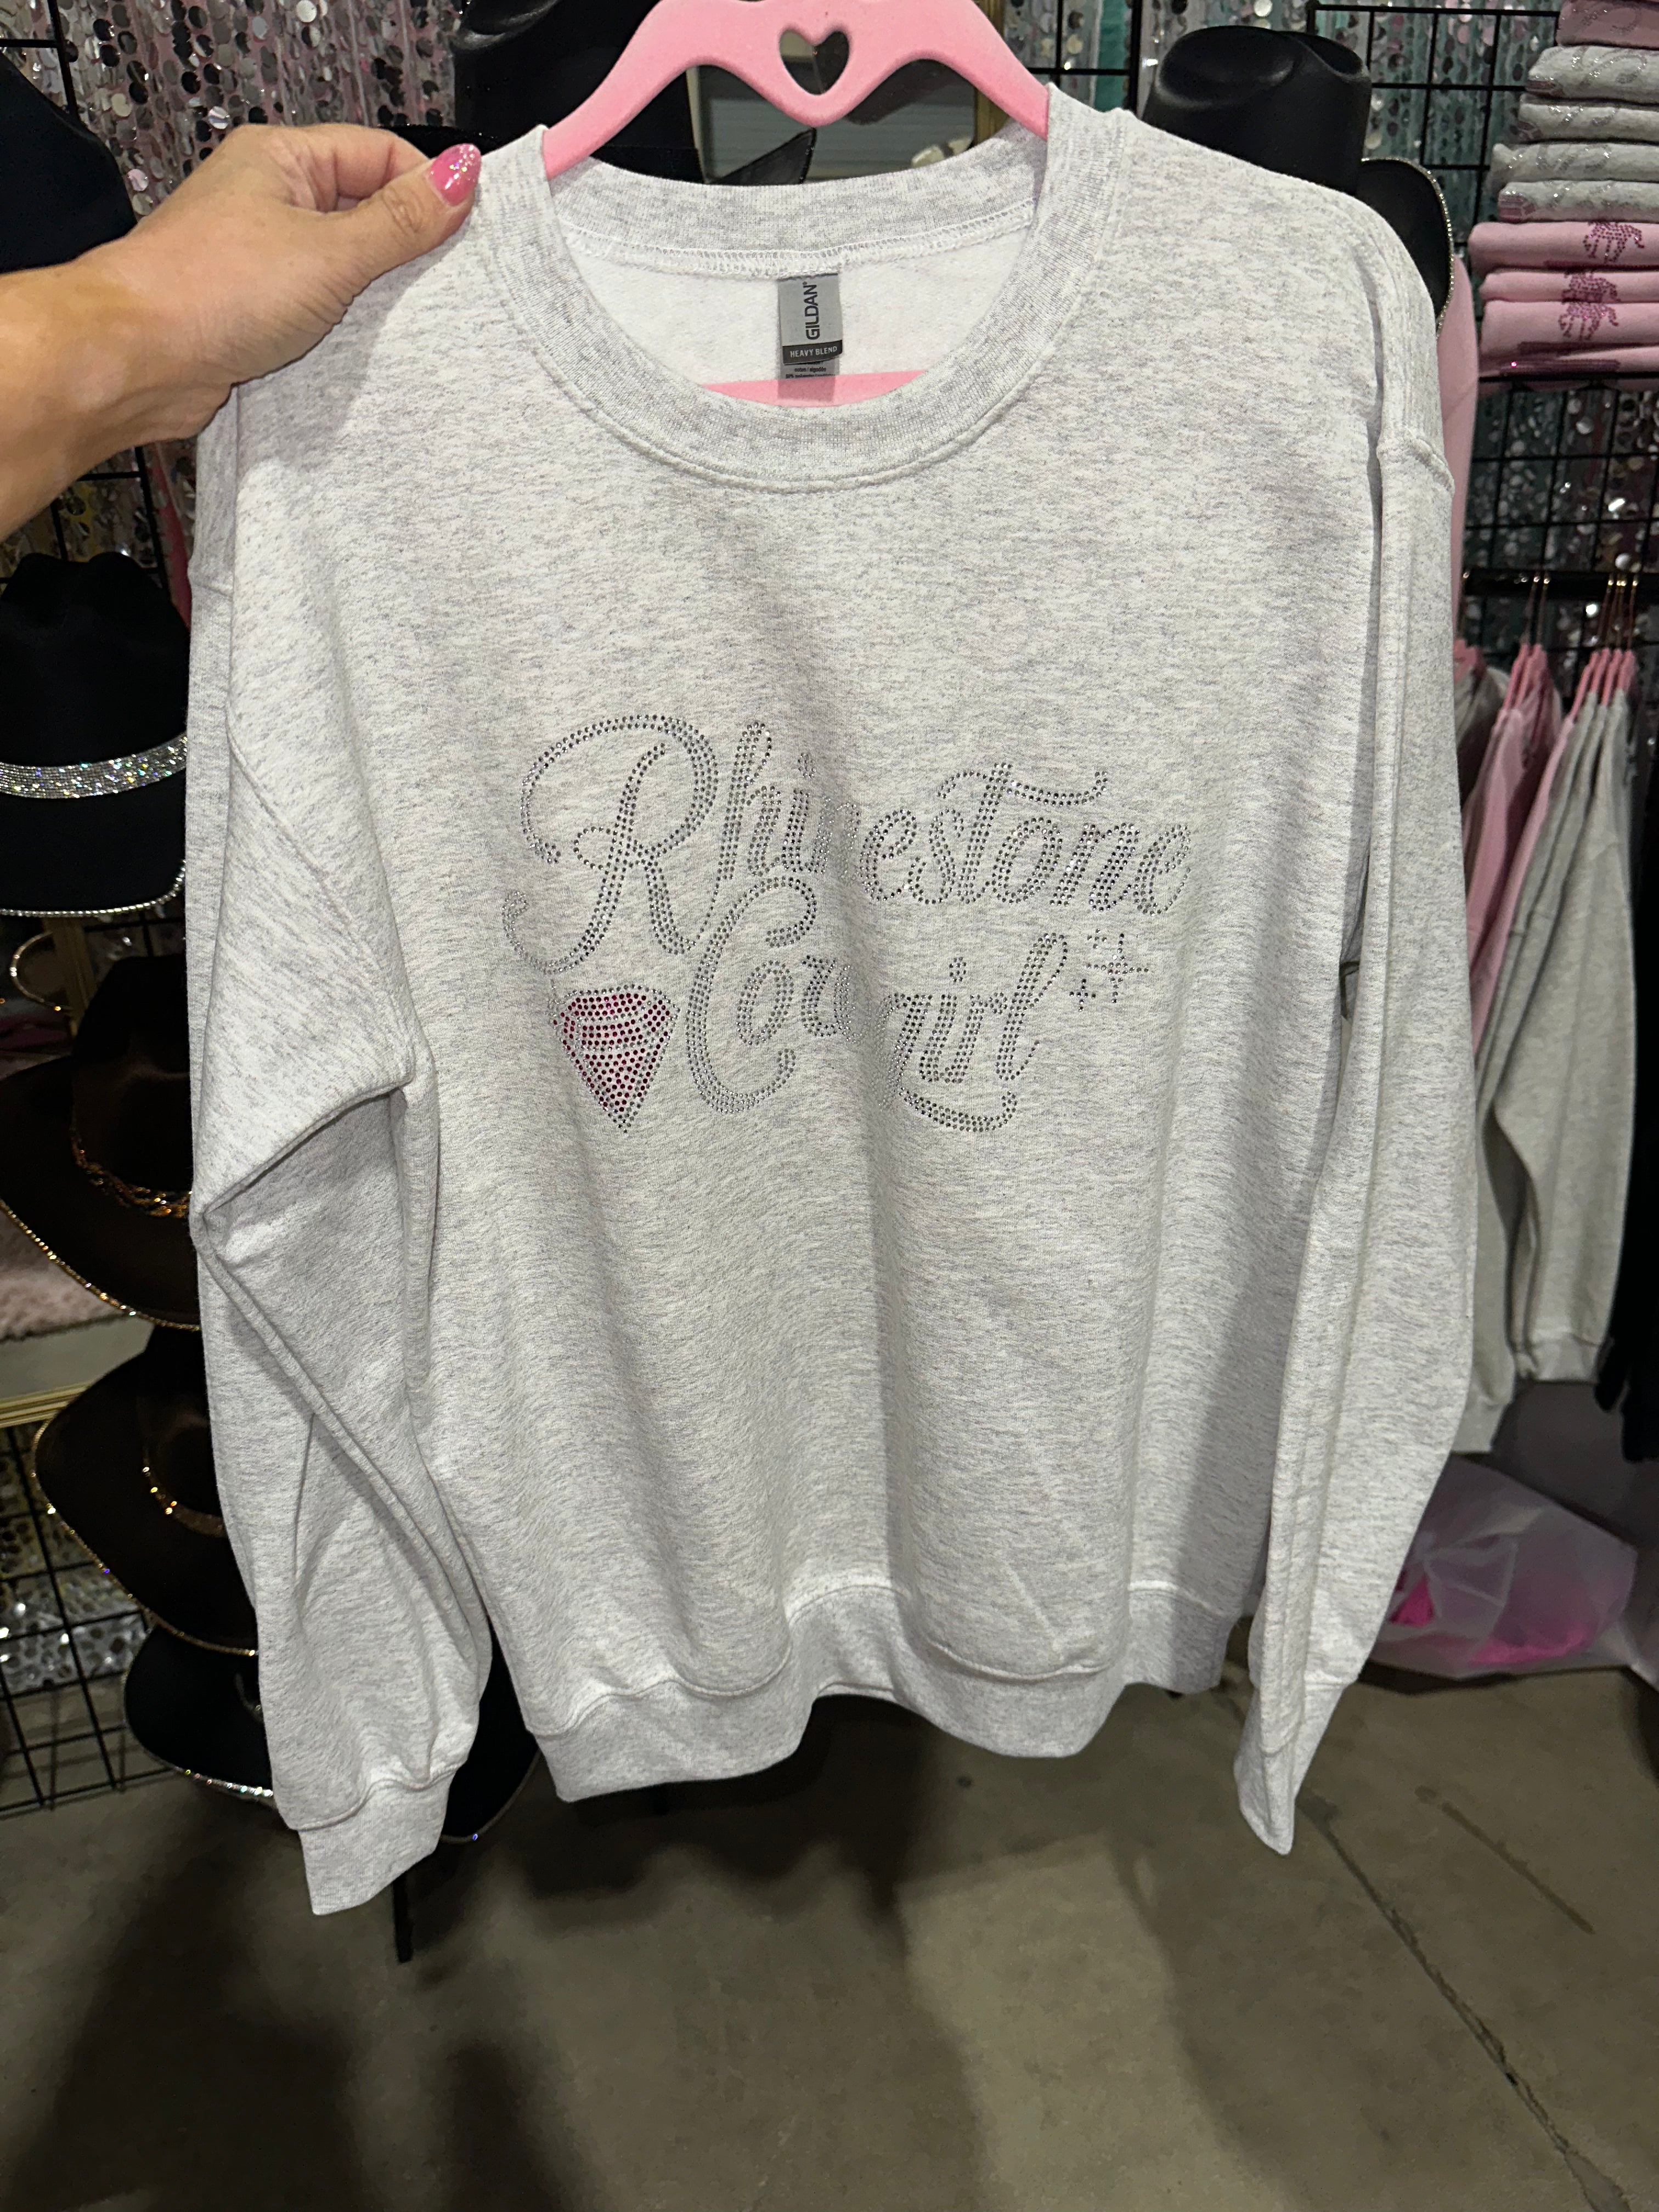 GILDAN®
HEAVY BLEND
Rhinestone
Cowgirl